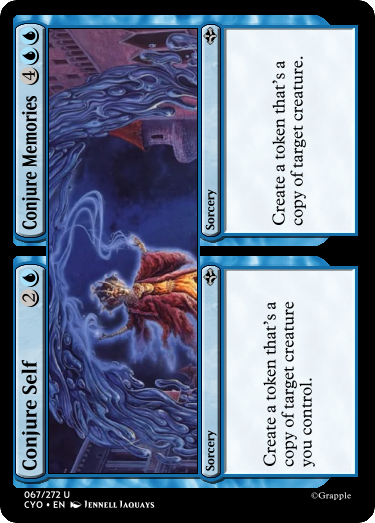 Conjure Self 2
Sorcery
Create a token that's a
copy of target creature
you control.
Conjure Memories 4
Sorcery
Create a token that's a
copy of target creature.
067/272 U
CYO • EN JENNELL JAQUAYS
©Grapple